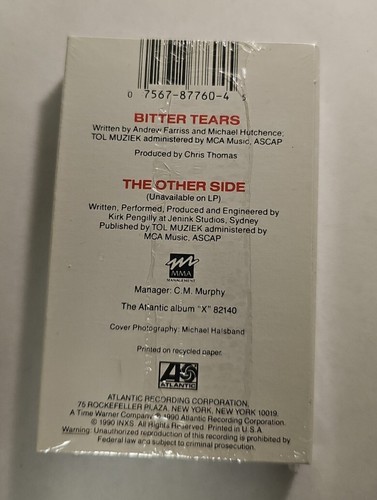 0 7567-87760-4 5
BITTER TEARS
Written by Andrew Farriss and Michael Hutchence;
TOL MUZIEK administered by MCA Music, ASCAP
Produced by Chris Thomas
THE OTHER SIDE
(Unavailable on LP)
Written, Performed, Produced and Engineered by
Kirk Pengilly at Jenink Studios, Sydney
Published by TOL MUZIEK administered by
MCA Music, ASCAP
MMA
MANAGEMENT
Manager: C.M. Murphy
The Atlantic album "X" 82140
Cover Photography: Michael Halsband
Printed on recycled paper.
ATLANTIC
ATLANTIC RECORDING CORPORATION,
75 ROCKEFELLER PLAZA, NEW YORK, NEW YORK 10019.
A Time Warner Company ℗ 1990 Atlantic Recording Corporation.
© 1990 INXS. All Rights Reserved. Printed in U.S.A.
Warning: Unauthorized reproduction of this recording is prohibited by
Federal law and subject to criminal prosecution.